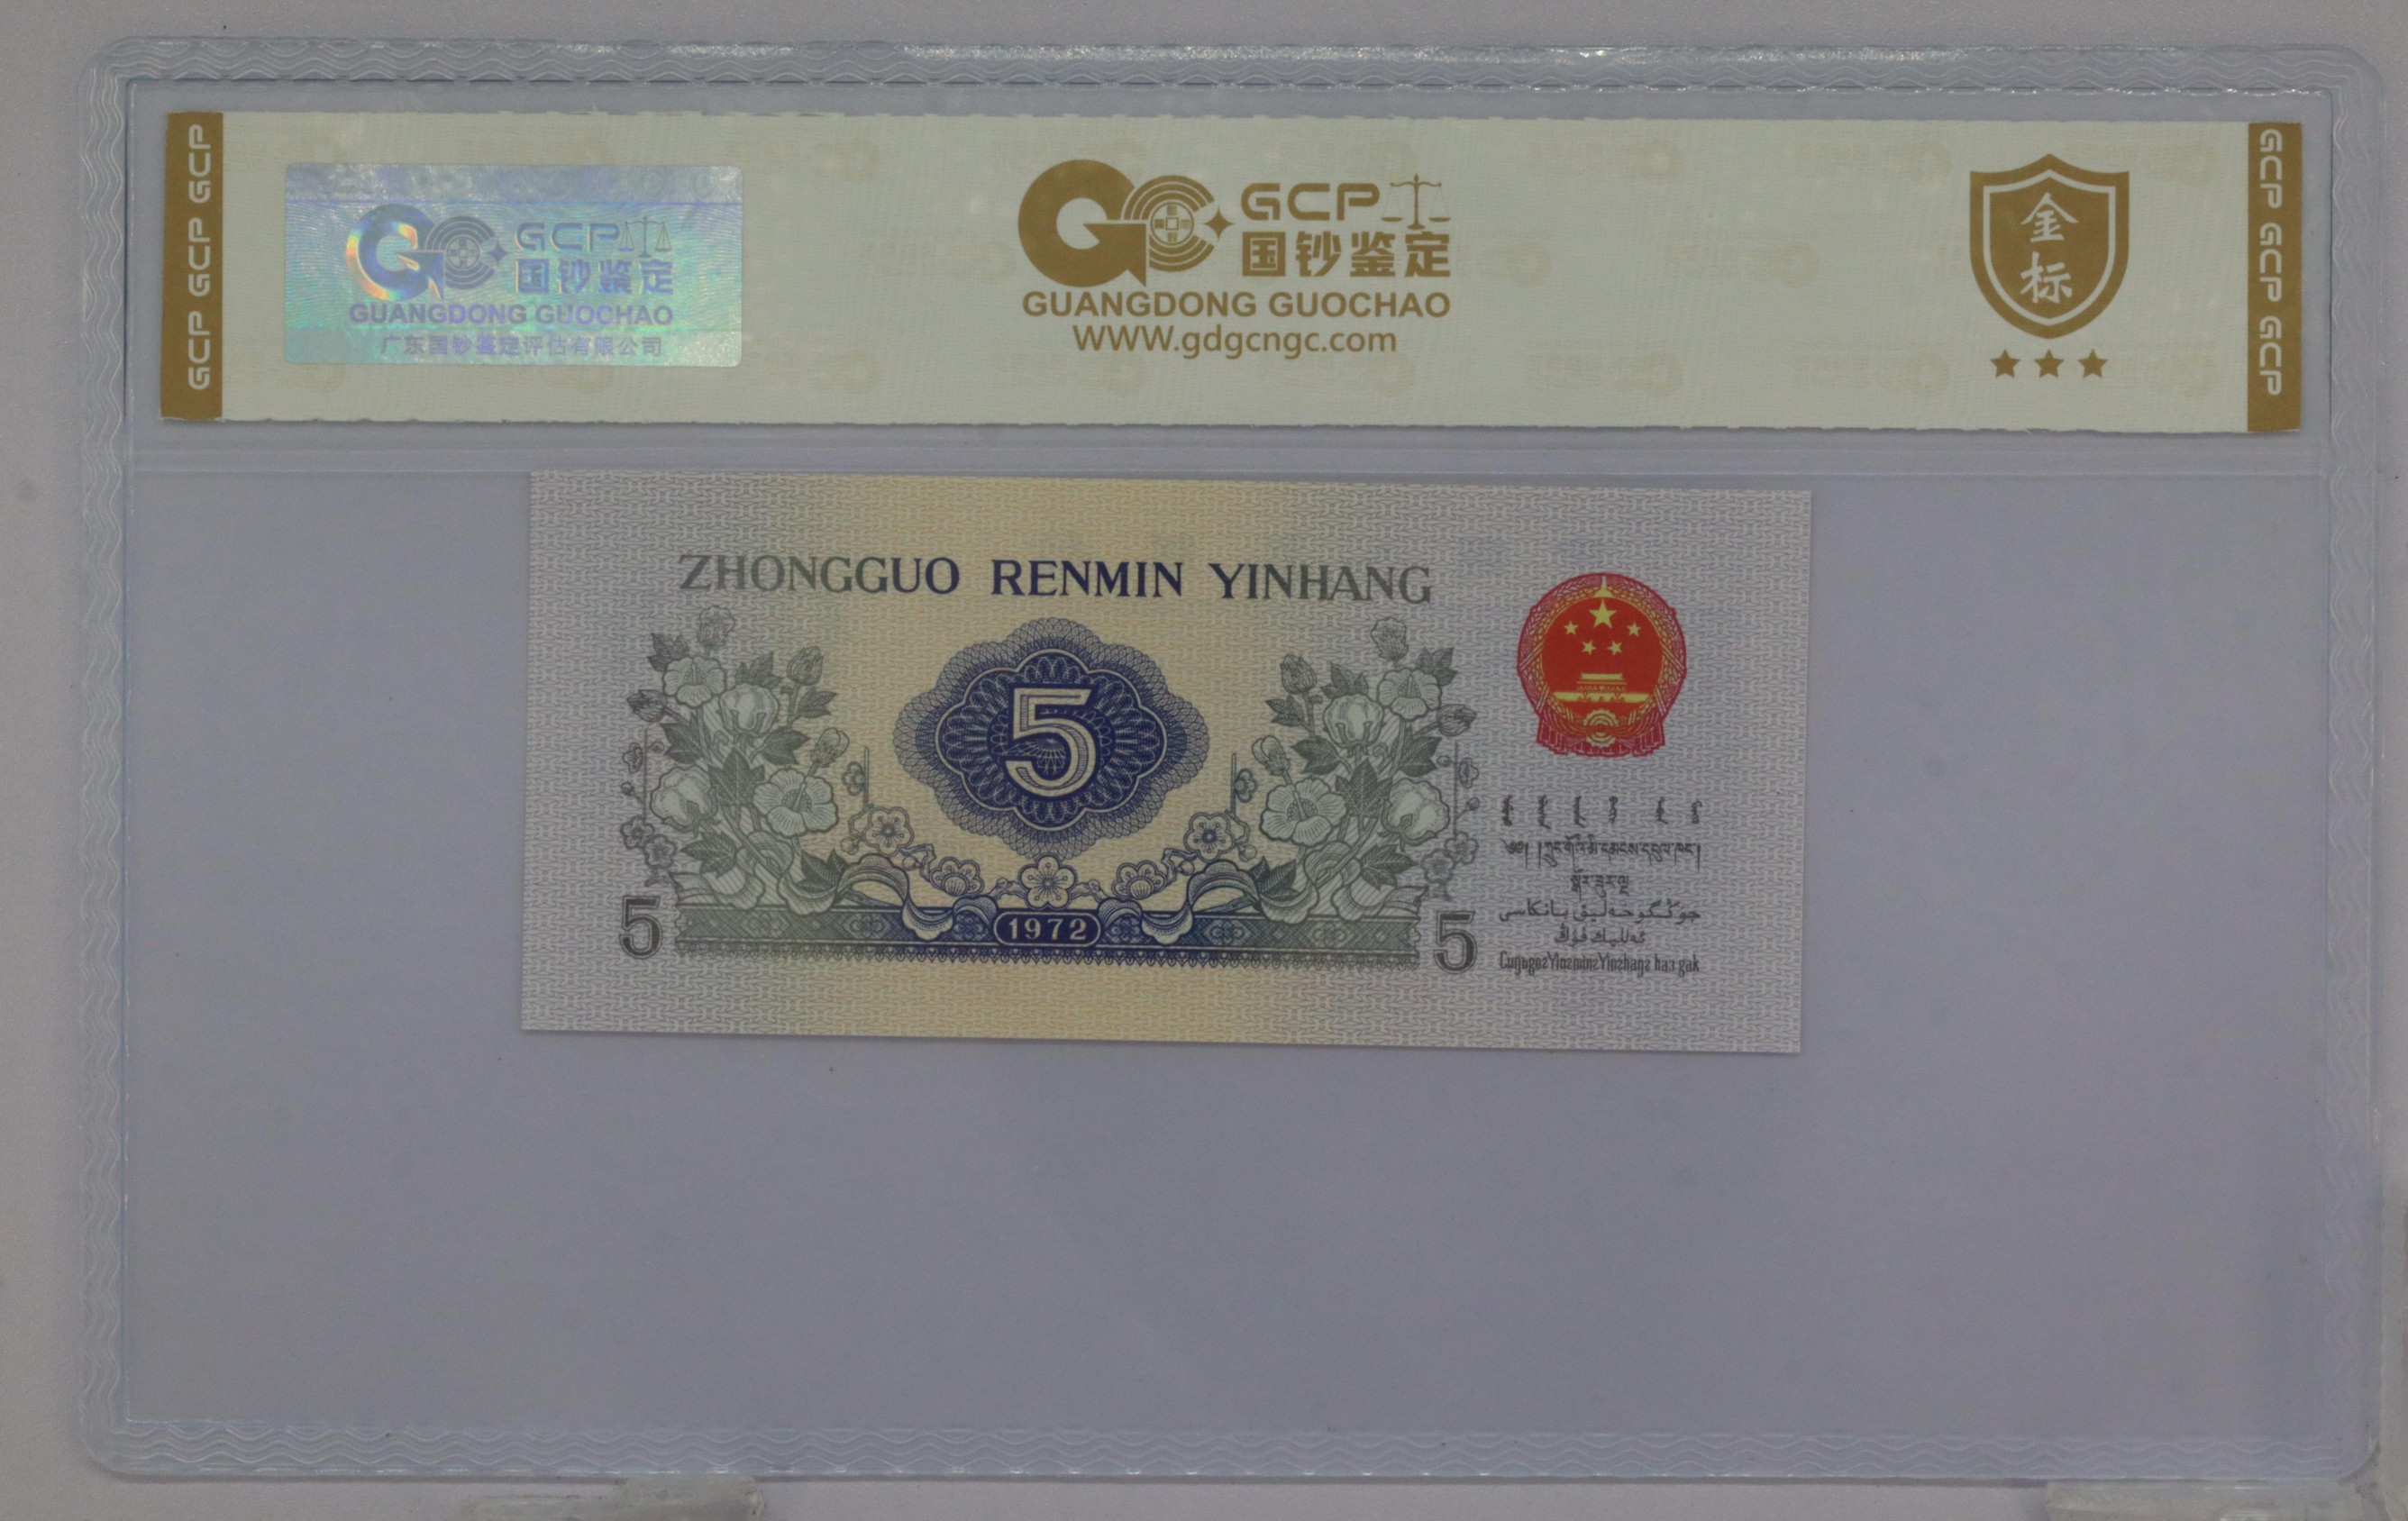 GCP GCP GCP
GCP
国钞鉴定
GUANGDONG GUOCHAO
广东国钞鉴定评估有限公司
GCP
国钞鉴定
GUANGDONG GUOCHAO
WWW.gdgcngc.com
金
标
GCP GCP GCP
ZHONGGUO RENMIN YINHANG
5
1972
5
5